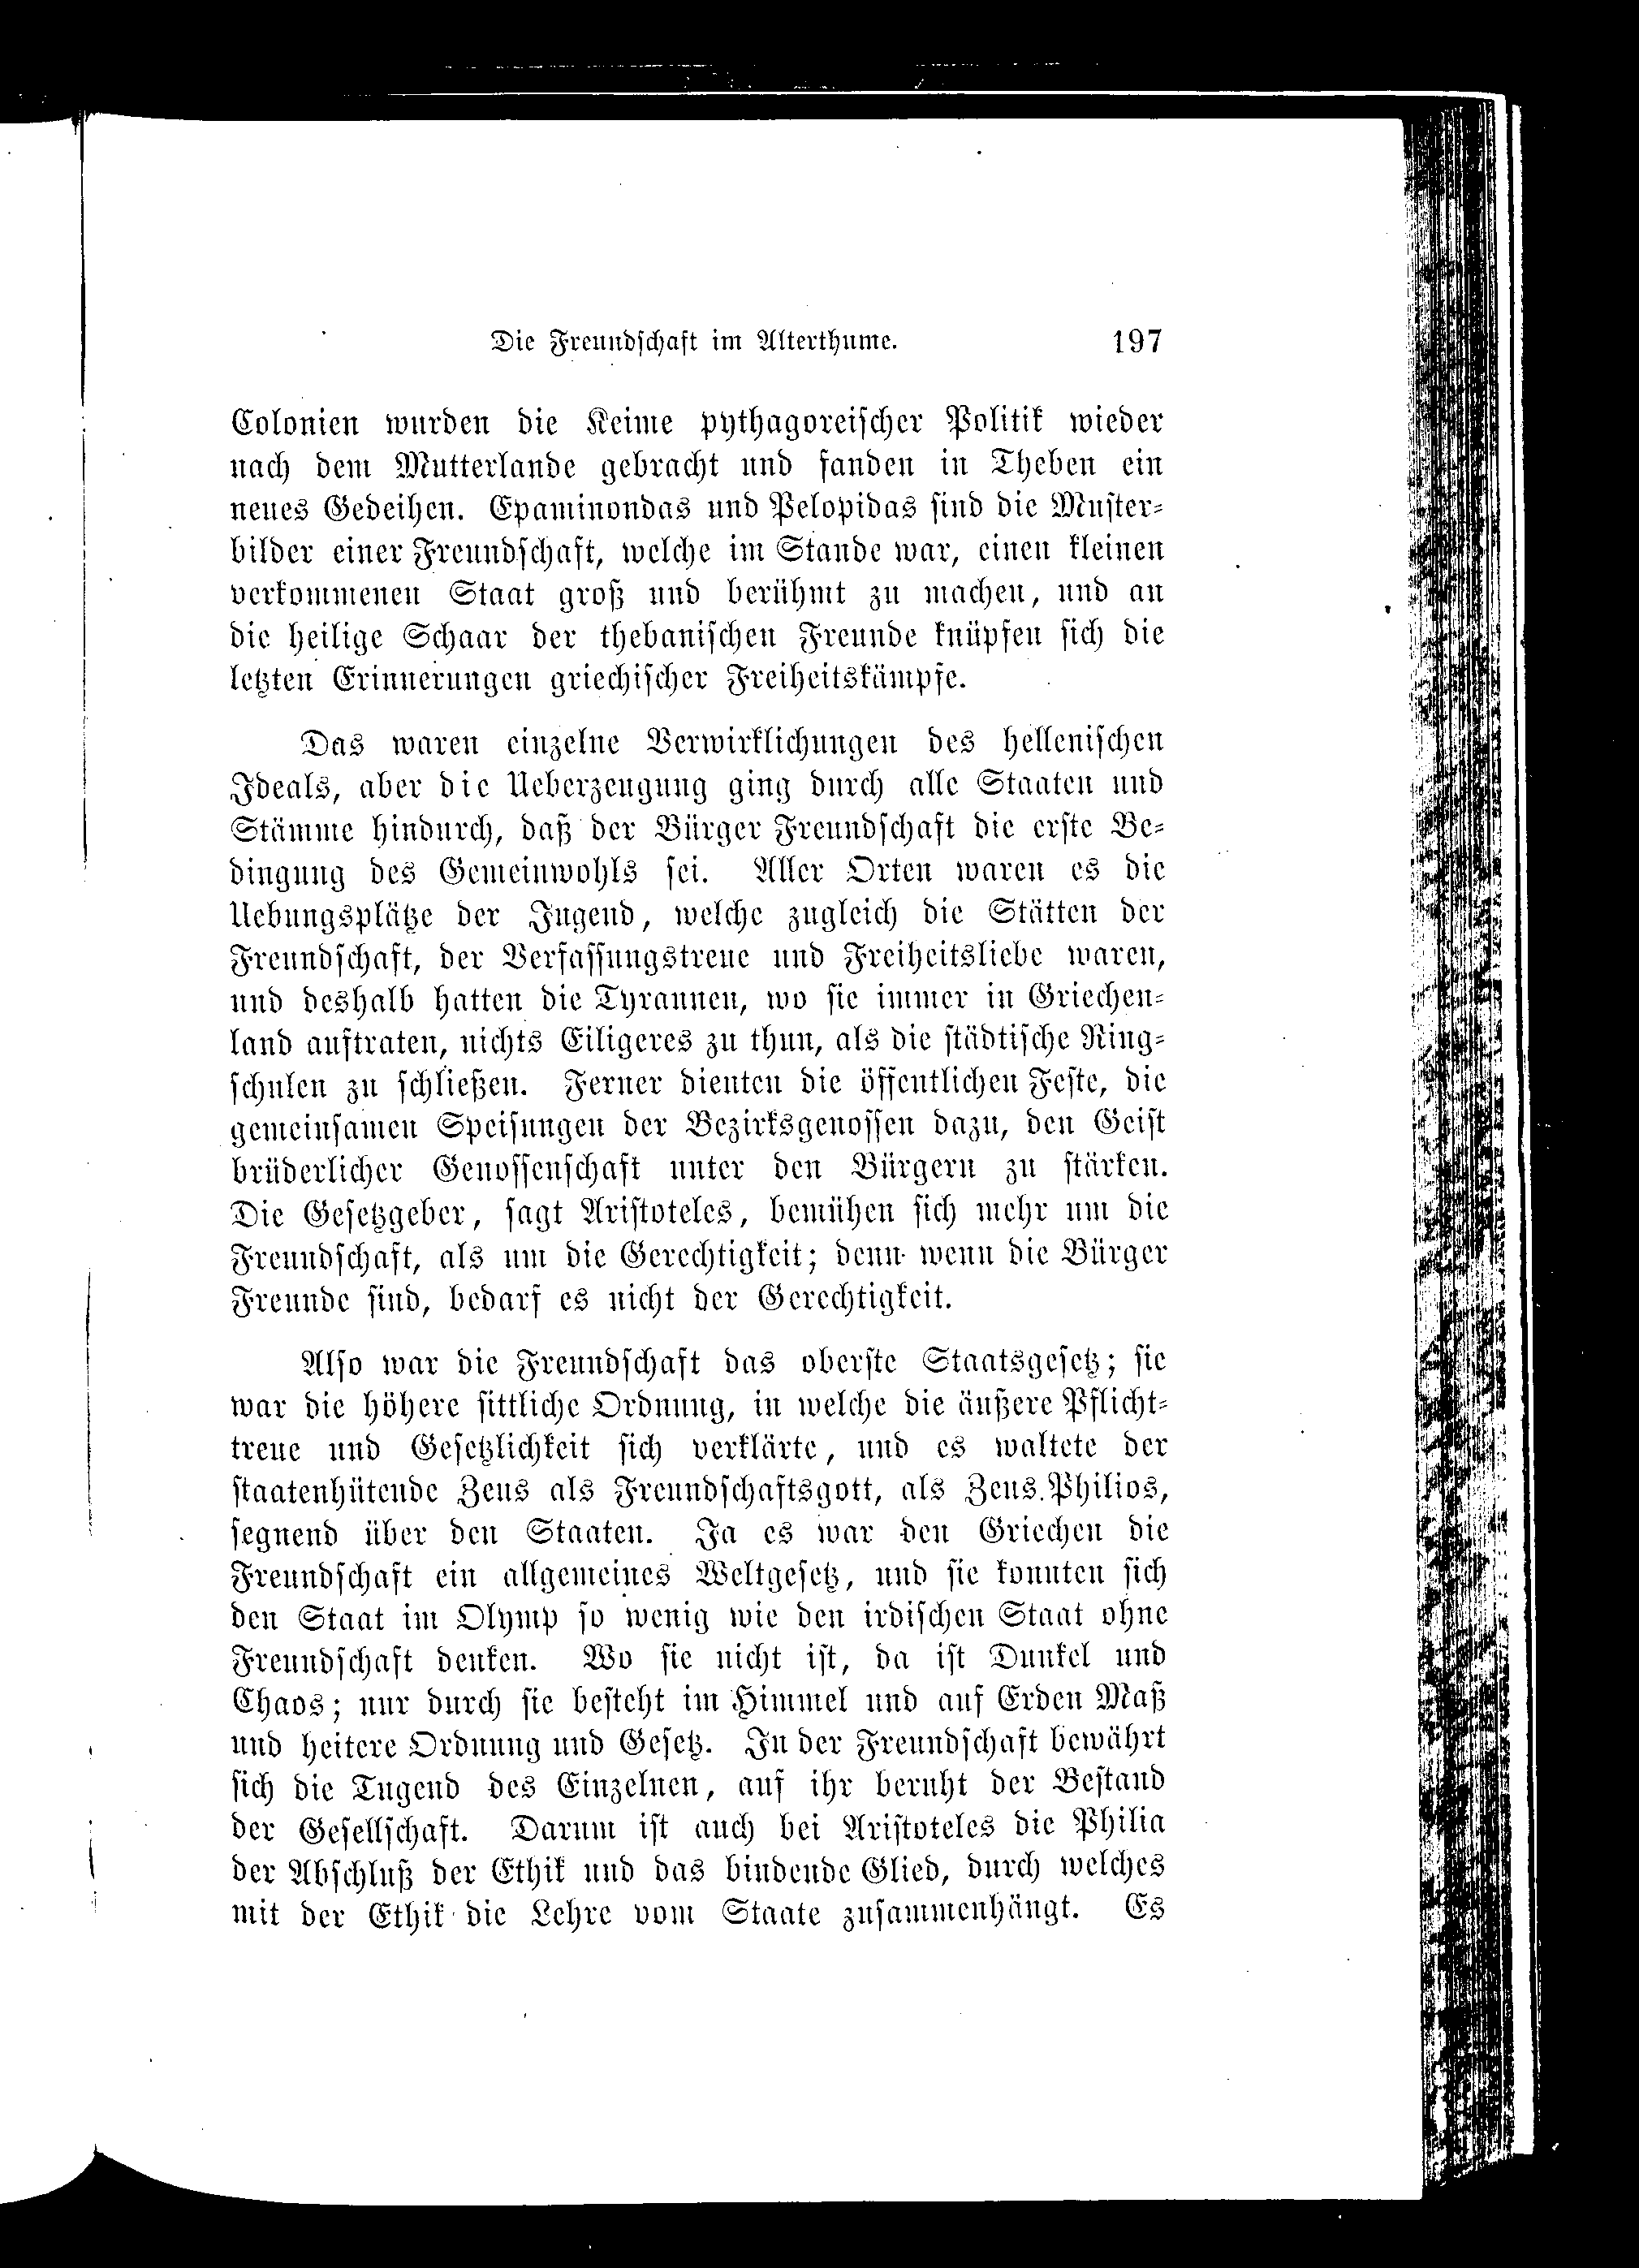 Die Freundschaft im Alterthume. 197
Colonien wurden die Keime pythagoreischer Politik wieder
nach dem Mutterlande gebracht und fanden in Theben ein
neues Gedeihen. Epaminondas und Pelopidas sind die Muster-
bilder einer Freundschaft, welche im Stande war, einen kleinen
verkommenen Staat groß und berühmt zu machen, und an
die heilige Schaar der thebanischen Freunde knüpfen sich die
letzten Erinnerungen griechischer Freiheitskämpfe.
Das waren einzelne Verwirklichungen des hellenischen
Ideals, aber die Ueberzeugung ging durch alle Staaten und
Stämme hindurch, daß der Bürger Freundschaft die erste Be-
dingung des Gemeinwohls sei. Aller Orten waren es die
Uebungsplätze der Jugend, welche zugleich die Stätten der
Freundschaft, der Verfassungstreue und Freiheitsliebe waren,
und deshalb hatten die Tyrannen, wo sie immer in Griechen-
land auftraten, nichts Eiligeres zu thun, als die städtische Ring-
schulen zu schließen. Ferner dienten die öffentlichen Feste, die
gemeinsamen Speisungen der Bezirksgenossen dazu, den Geist
brüderlicher Genossenschaft unter den Bürgern zu stärken.
Die Gesetzgeber, sagt Aristoteles, bemühen sich mehr um die
Freundschaft, als um die Gerechtigkeit; denn wenn die Bürger
Freunde sind, bedarf es nicht der Gerechtigkeit.
Also war die Freundschaft das oberste Staatsgesetz; sie
war die höhere sittliche Ordnung, in welche die äußere Pflicht-
treue und Gesetzlichkeit sich verklärte, und es waltete der
staatenhütende Zeus als Freundschaftsgott, als Zeus Philios,
segnend über den Staaten. Ja es war den Griechen die
Freundschaft ein allgemeines Weltgesetz, und sie konnten sich
den Staat im Olymp so wenig wie den irdischen Staat ohne
Freundschaft denken. Wo sie nicht ist, da ist Dunkel und
Chaos; nur durch sie besteht im Himmel und auf Erden Maß
und heitere Ordnung und Gesetz. In der Freundschaft bewährt
sich die Tugend des Einzelnen, auf ihr beruht der Bestand
der Gesellschaft. Darum ist auch bei Aristoteles die Philia
der Abschluß der Ethik und das bindende Glied, durch welches
mit der Ethik die Lehre vom Staate zusammenhängt. Es